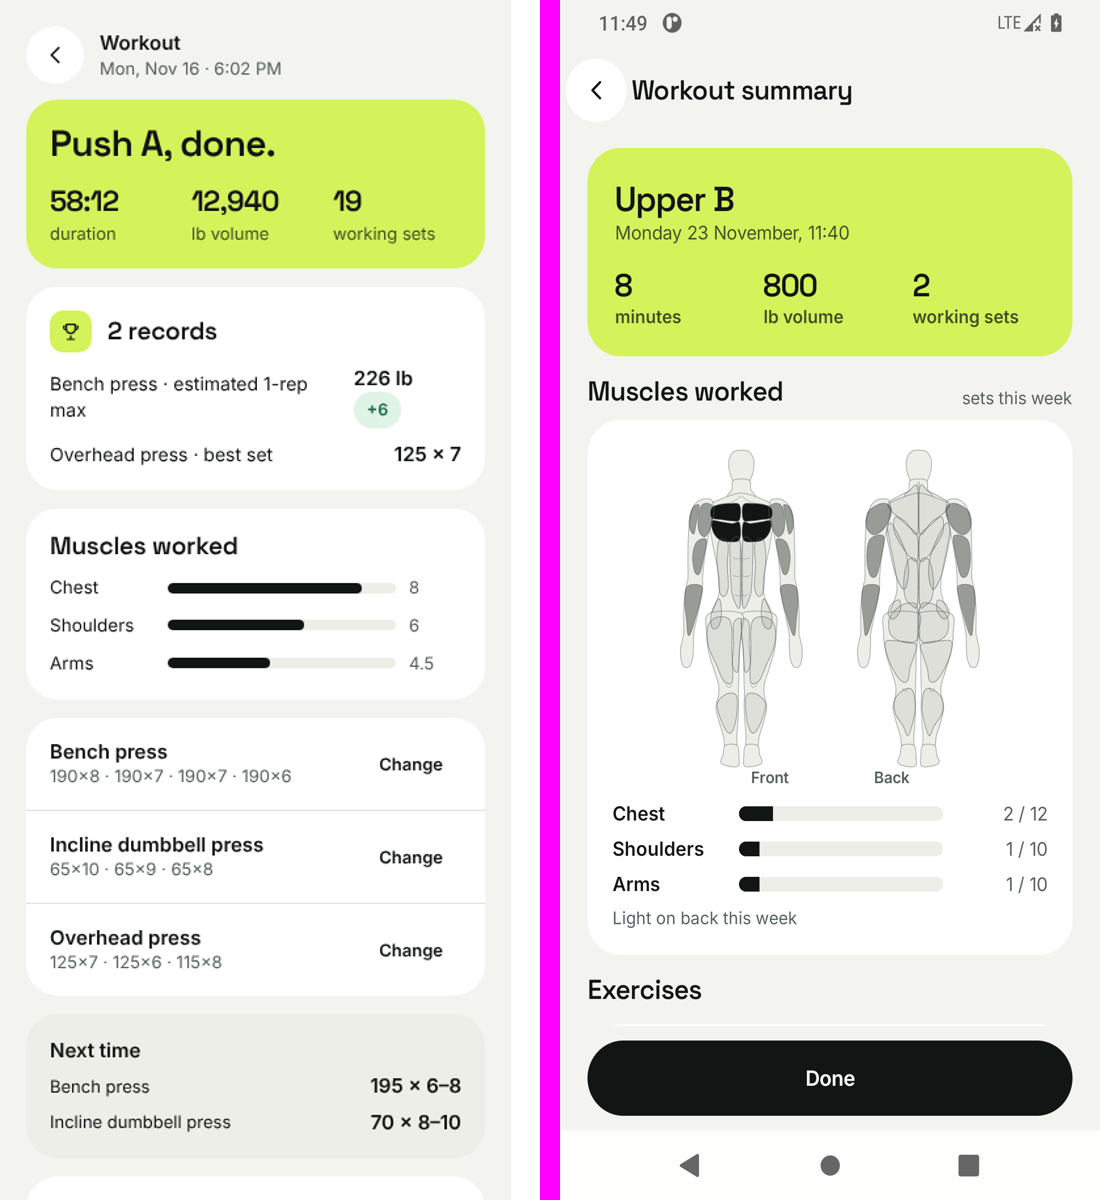 Workout
Mon, Nov 16 · 6:02 PM
Push A, done.
58:12 12,940 19
duration lb volume working sets
2 records
Bench press · estimated 1-rep max 226 lb
+6
Overhead press · best set 125 × 7
Muscles worked
Chest 8
Shoulders 6
Arms 4.5
Bench press
190×8 · 190×7 · 190×7 · 190×6
Change
Incline dumbbell press
65×10 · 65×9 · 65×8
Change
Overhead press
125×7 · 125×6 · 115×8
Change
Next time
Bench press 195 × 6–8
Incline dumbbell press 70 × 8–10
11:49 LTE
Workout summary
Upper B
Monday 23 November, 11:40
8 800 2
minutes lb volume working sets
Muscles worked sets this week
Front Back
Chest 2 / 12
Shoulders 1 / 10
Arms 1 / 10
Light on back this week
Exercises
Done